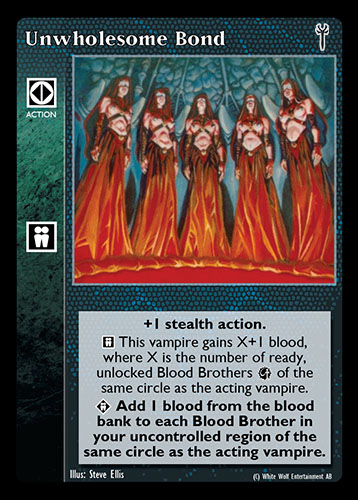 Unwholesome Bond
ACTION
+1 stealth action.
This vampire gains X+1 blood,
where X is the number of ready,
unlocked Blood Brothers of the
same circle as the acting vampire.
Add 1 blood from the blood
bank to each Blood Brother in
your uncontrolled region of the
same circle as the acting vampire.
Illus: Steve Ellis
(C) White Wolf Entertainment AB